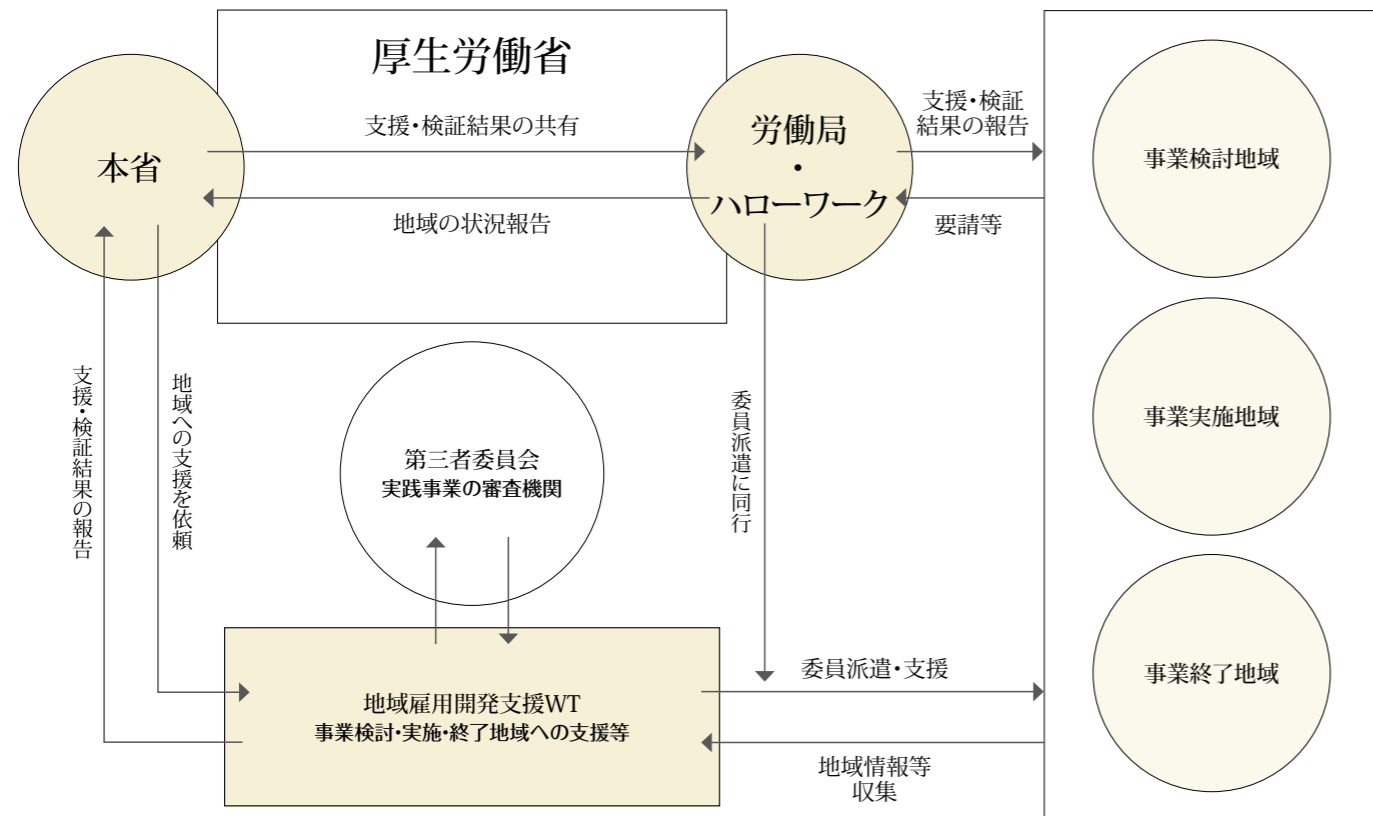 厚生労働省
本省
支援・検証結果の共有
地域の状況報告
労働局
・
ハローワーク
支援・検証
結果の報告
要請等
事業検討地域
事業実施地域
事業終了地域
支援・検証結果の報告
地域への支援を依頼
第三者委員会
実践事業の審査機関
委員派遣に同行
地域雇用開発支援WT
事業検討・実施・終了地域への支援等
委員派遣・支援
地域情報等
収集